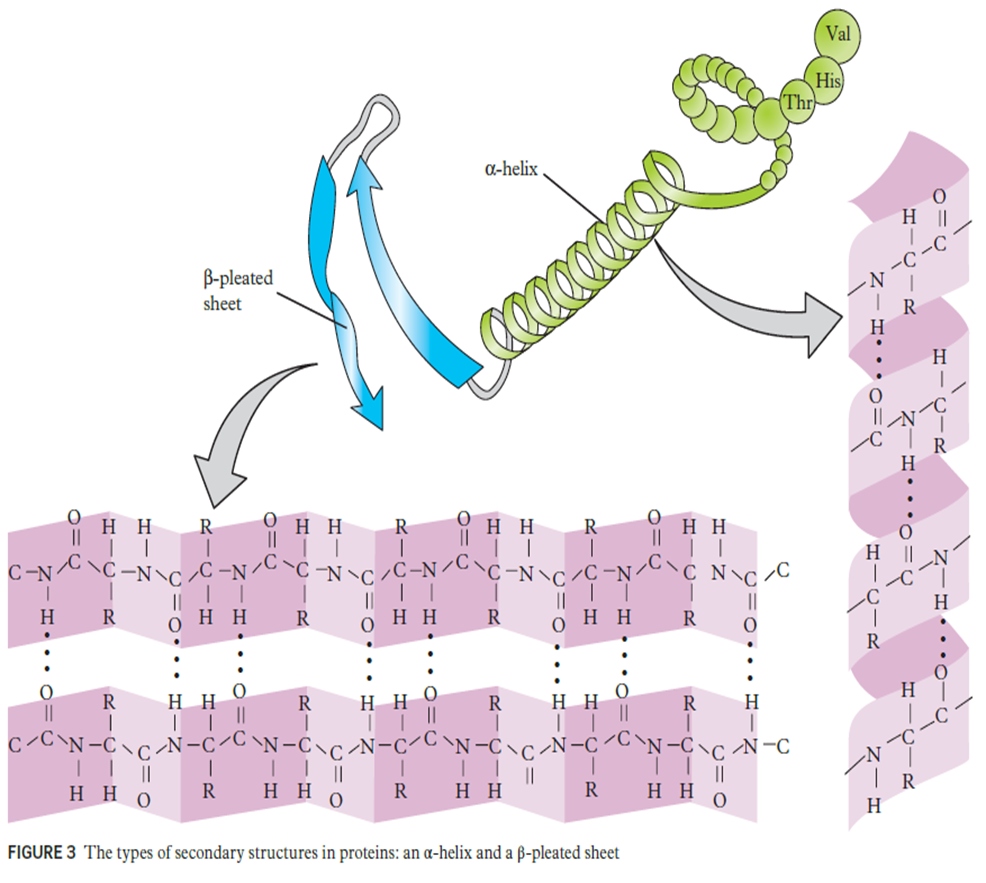 Val
His
Thr
α-helix
β-pleated
sheet
O
H
C
C
N
R
H
H
O
C
N
C
R
H
O
H
N
C
C
H
R
O
H
C
C
N
R
H
O H H R O H H R O H H R O H H
C–N C C–N C C–N C C–N C C–N C C–N C C–N C C N C C
H R O H H R O H H R O H H R O
O R H H O R H H O R H H O R H
C C N–C C N–C C N–C C N–C C N–C C N–C C N–C C N–C
H H O R H H O R H H R H H O
FIGURE 3 The types of secondary structures in proteins: an α-helix and a β-pleated sheet